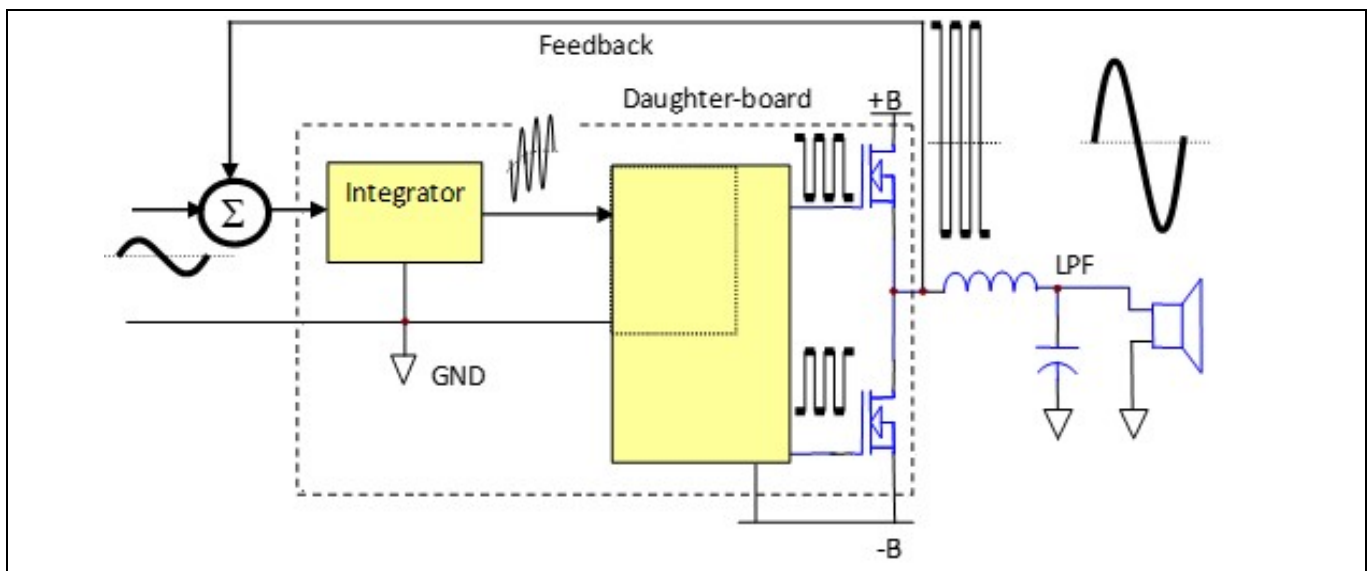 Feedback
Daughter-board
+B
Integrator
Σ
LPF
GND
-B